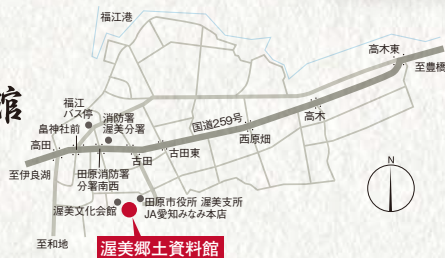 福江港
高木東
至豊橋
館
福江
バス停
消防署
渥美分署
畠神社前
国道259号
高木
高田
西原畑
古田東
古田
至伊良湖
田原消防署
分署南西
N
渥美文化会館
田原市役所 渥美支所
JA愛知みなみ本店
至和地
渥美郷土資料館